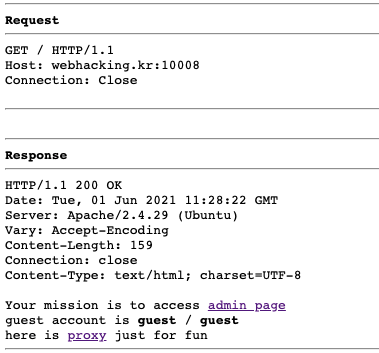 Request
GET / HTTP/1.1
Host: webhacking.kr:10008
Connection: Close
Response
HTTP/1.1 200 OK
Date: Tue, 01 Jun 2021 11:28:22 GMT
Server: Apache/2.4.29 (Ubuntu)
Vary: Accept-Encoding
Content-Length: 159
Connection: close
Content-Type: text/html; charset=UTF-8
Your mission is to access admin page
guest account is guest / guest
here is proxy just for fun